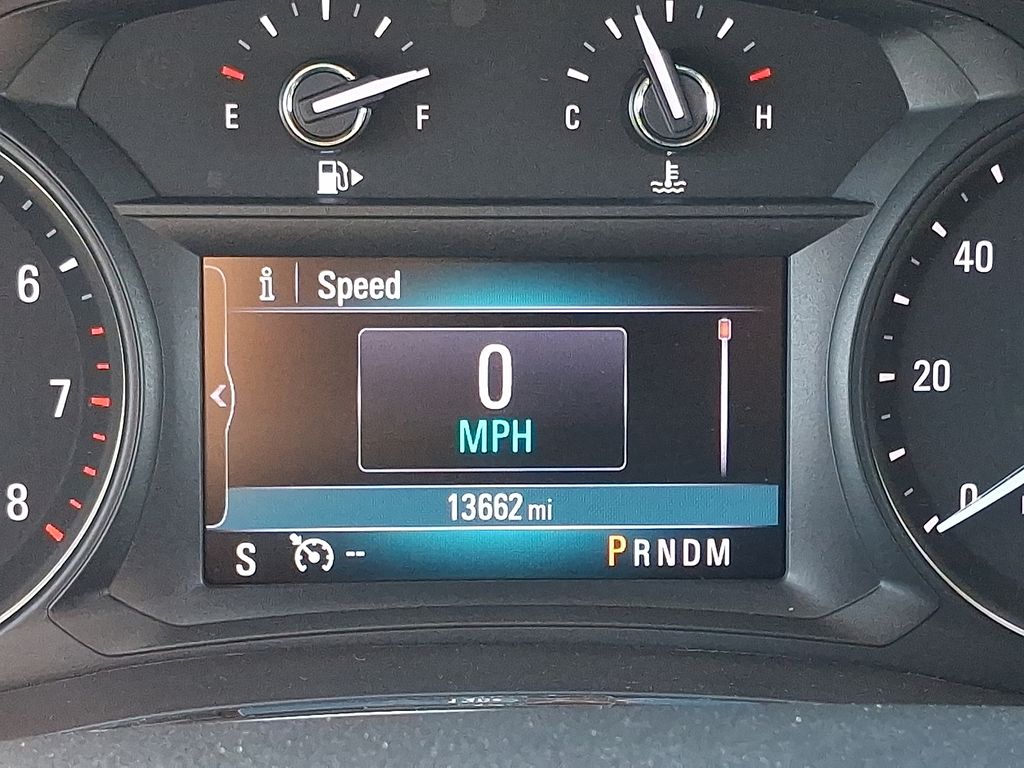 E F
C H
6
7
8
40
20
0
i Speed
0
MPH
13662 mi
S -- PRNDM